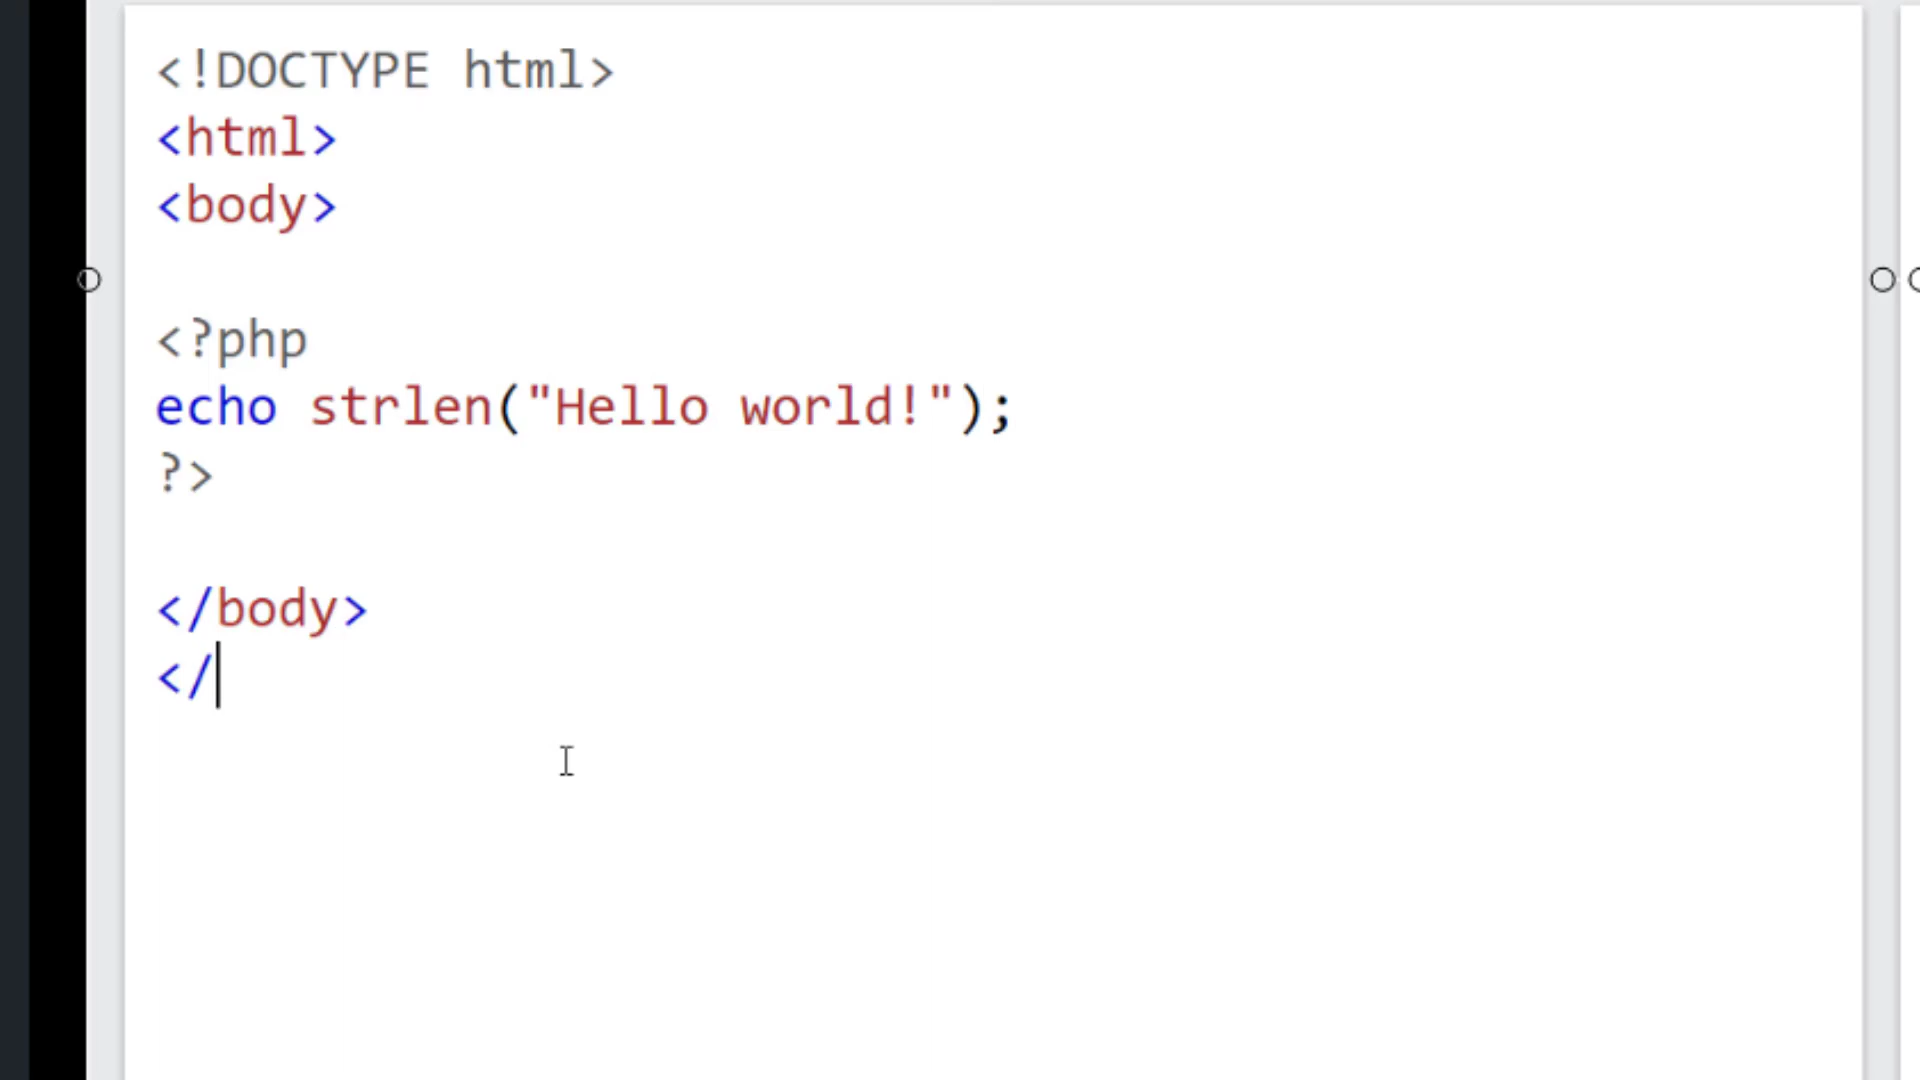 <!DOCTYPE html>
<html>
<body>
<?php
echo strlen("Hello world!");
?>
</body>
</